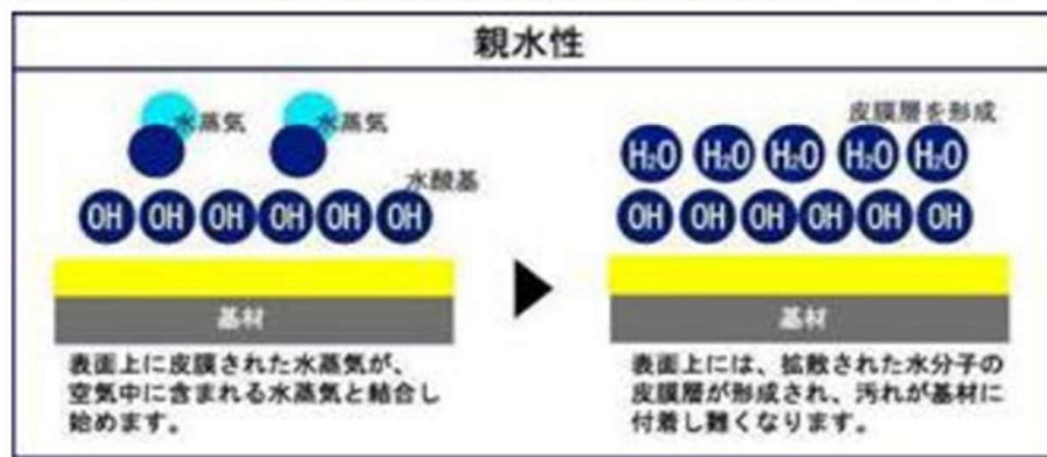 親水性
水蒸気 水蒸気
水酸基
OH OH OH OH OH OH
基材
表面上に皮膜された水蒸気が、
空気中に含まれる水蒸気と結合し
始めます。
皮膜層を形成
H₂O H₂O H₂O H₂O H₂O
OH OH OH OH OH OH
基材
表面上には、拡散された水分子の
皮膜層が形成され、汚れが基材に
付着し難くなります。